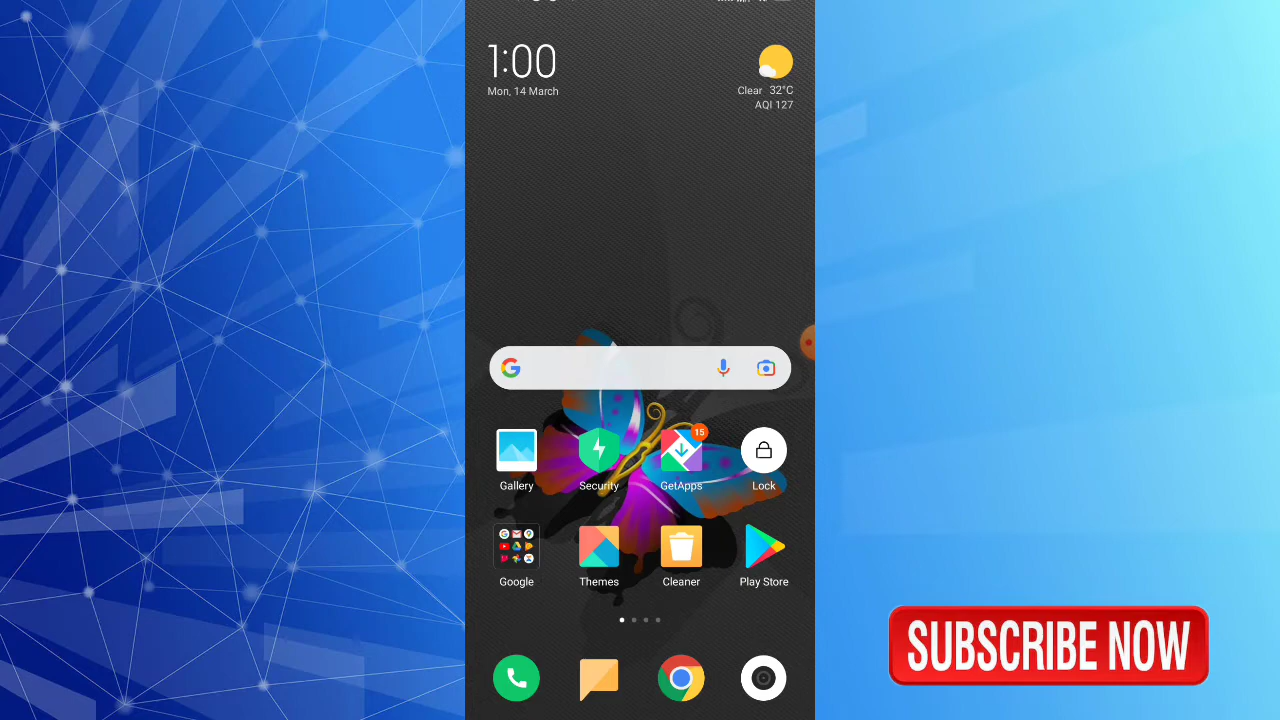 1:00
Mon, 14 March
Clear 32°C
AQI 127
15
Gallery
Security
GetApps
Lock
Google
Themes
Cleaner
Play Store
SUBSCRIBE NOW